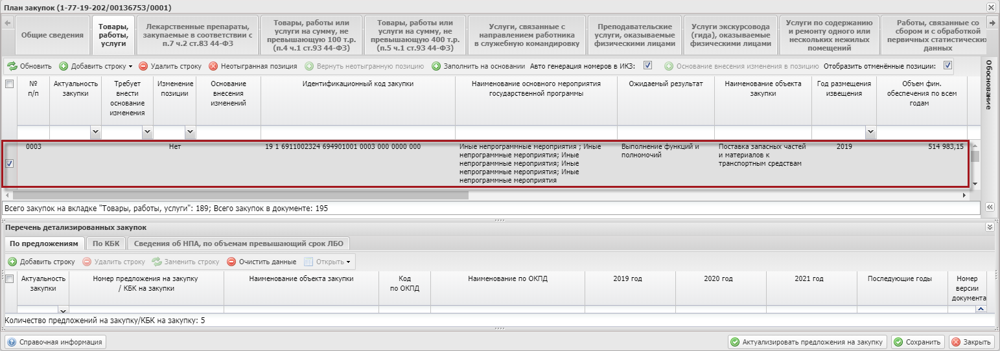 План закупок (1-77-19-202/00136753/0001)
Общие сведения
Товары,
работы,
услуги
Лекарственные препараты,
закупаемые в соответствии с
п.7 ч.2 ст.83 44-ФЗ
Товары, работы или
услуги на сумму, не
превышающую 100 т.р.
(п.4 ч.1 ст.93 44-ФЗ)
Товары, работы или
услуги на сумму, не
превышающую 400 т.р.
(п.5 ч.1 ст.93 44-ФЗ)
Услуги, связанные с
направлением работника
в служебную командировку
Преподавательские
услуги, оказываемые
физическими лицами
Услуги экскурсовода
(гида), оказываемые
физическими лицами
Услуги по содержанию
и ремонту одного или
нескольких нежилых
помещений
Работы, связанные со
сбором и с обработкой
первичных статистических
данных
Обновить
Добавить строку
Удалить строку
Неотыгранная позиция
Вернуть неотыгранную позицию
Заполнить на основании
Авто генерация номеров в ИКЗ:
Основание внесения изменения в позицию
Отобразить отменённые позиции:
Обоснование
№
п/п
Актуальность
закупки
Требует
внести
основание
изменения
Изменение
позиции
Основание
внесения
изменений
Идентификационный код закупки
Наименование основного мероприятия
государственной программы
Ожидаемый результат
Наименование объекта
закупки
Год размещения
извещения
Объем фин.
обеспечения по всем
годам
0003
Нет
19 1 6911002324 694901001 0003 000 0000 000
Иные непрограммные мероприятия ; Иные
непрограммные мероприятия; Иные
непрограммные мероприятия; Иные
непрограммные мероприятия; Иные
непрограммные мероприятия
Выполнение функций и
полномочий
Поставка запасных частей
и материалов к
транспортным средствам
2019
514 983,15
Всего закупок на вкладке "Товары, работы, услуги": 189; Всего закупок в документе: 195
Перечень детализированных закупок
По предложениям
По КБК
Сведения об НПА, по объемам превышающий срок ЛБО
Добавить строку
Удалить строку
Заменить строку
Очистить данные
Открыть
Актуальность
закупки
Номер предложения на закупку
/ КБК на закупки
Наименование объекта закупки
Код
по ОКПД
Наименование по ОКПД
2019 год
2020 год
2021 год
Последующие годы
Номер
версии
документа
Количество предложений на закупку/КБК на закупку: 5
Справочная информация
Актуализировать предложения на закупку
Сохранить
Закрыть